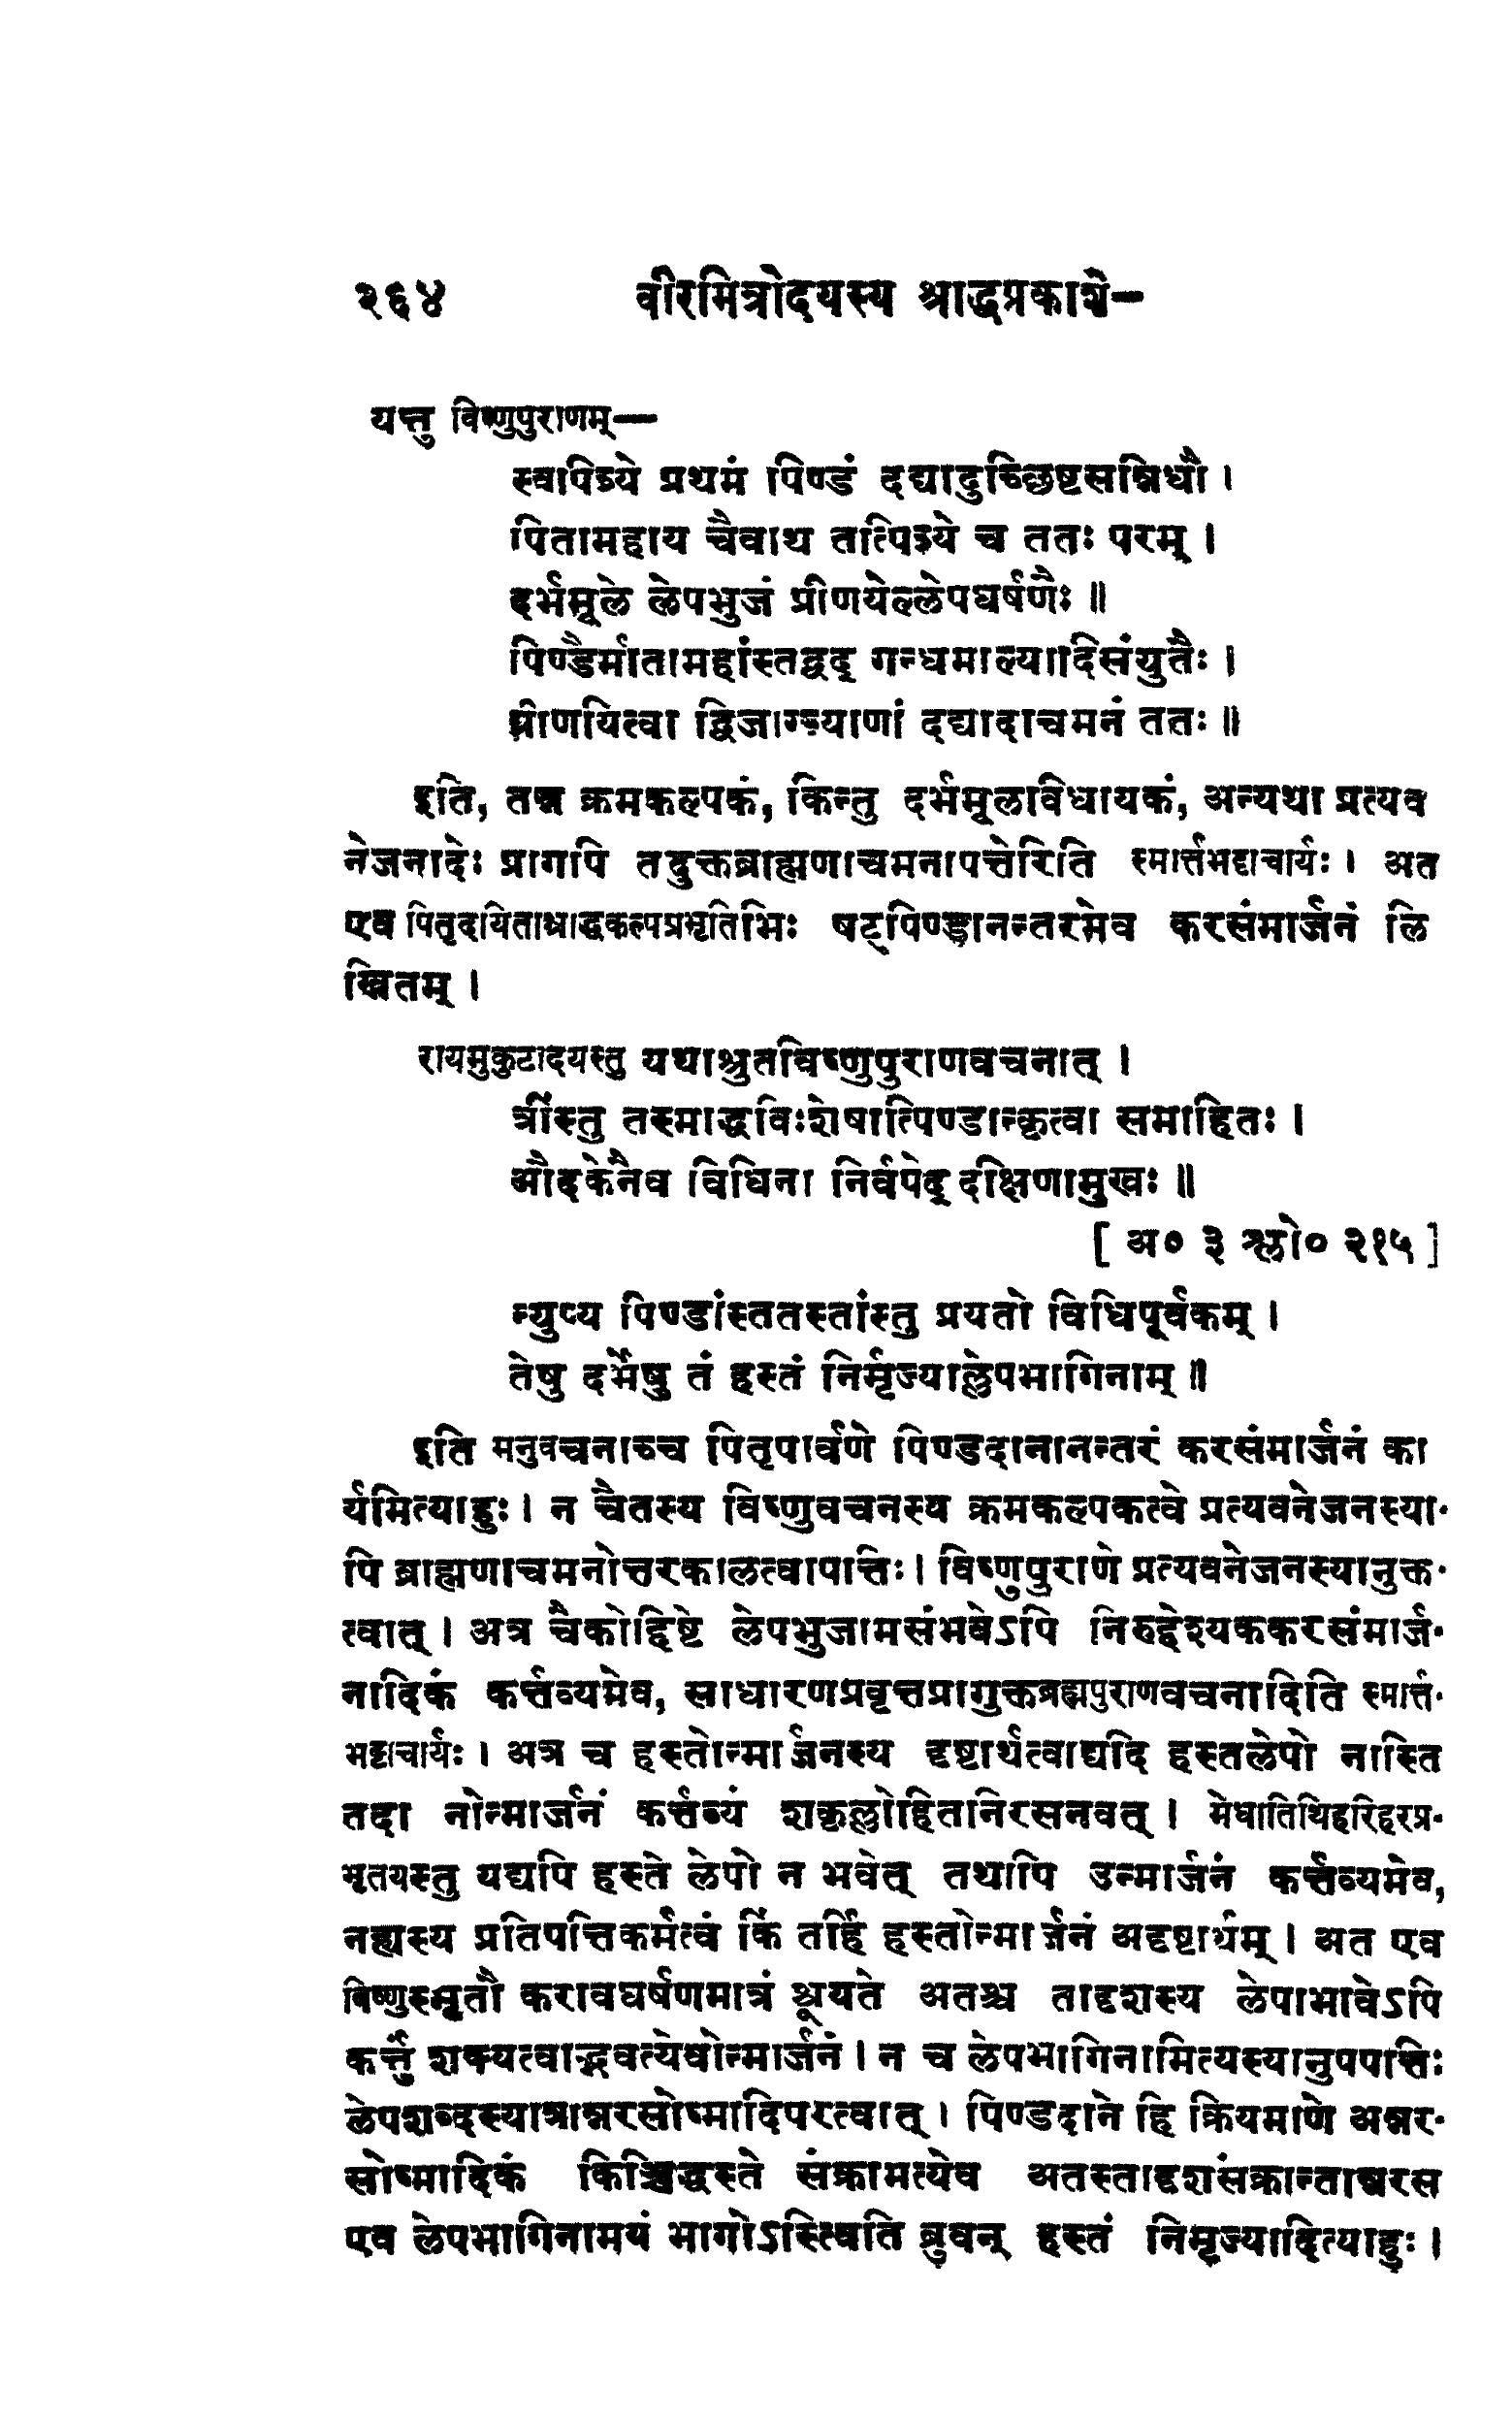 २६४ वीरमित्रोदयस्य श्राद्धप्रकाशे—
यत्तु विष्णुपुराणम्—
स्वापित्र्ये प्रथमं पिण्डं दद्यादुच्छिष्टसन्निधौ ।
पितामहाय चैवाथ तत्पित्र्ये च ततः परम् ।
दर्भमूले लेपभुजं प्रीणयेल्लेपघर्षणैः ॥
पिण्डैर्मातामहांस्तद्वद् गन्धमाल्यादिसंयुतैः ।
प्रीणयित्वा द्विजाग्र्याणां दद्यादाचमनं ततः ॥
इति, तन्न क्रमकल्पकं, किन्तु दर्भमूलाविधायकं, अन्यथा प्रत्यव
नेजनादेः प्रागपि तदुक्तब्राह्मणाचमनापत्तेरिति स्मार्त्तभट्टाचार्यः । अत
एव पितृदयिताश्राद्धकल्पप्रभृतिभिः षट्पिण्डानन्तरमेव करसंमार्जनं लि
खितम् ।
रायमुकुटादयस्तु यथाश्रुतविष्णुपुराणवचनात् ।
त्रींस्तु तस्माद्धविःशेषात्पिण्डान्कृत्वा समाहितः ।
औदकेनैव विधिना निर्वपेद् दक्षिणामुखः ॥
[ अ० ३ श्लो० २१५ ]
न्युप्य पिण्डांस्ततस्तांस्तु प्रयतो विधिपूर्वकम् ।
तेषु दर्भेषु तं हस्तं निर्मृज्याल्लेपभागिनाम् ॥
इति मनुवचनाच्च पितृपार्वणे पिण्डदानानन्तरं करसंमार्जनं का
र्यमित्याहुः । न चैतस्य विष्णुवचनस्य क्रमकल्पकत्वे प्रत्यवनेजनस्या-
पि ब्राह्मणाचमनोत्तरकालत्वापात्तिः । विष्णुपुराणे प्रत्यवनेजनस्यानुक्त-
त्वात् । अत्र चैकोद्दिष्टे लेपभुजामसंभवेऽपि निरुद्देश्यककरसंमार्ज-
नादिकं कर्त्तव्यमेव, साधारणप्रवृत्तप्रागुक्तब्रह्मपुराणवचनादिति स्मार्त्त-
भट्टाचार्यः । अत्र च हस्तोन्मार्जनस्य दृष्टार्थत्वाद्यदि हस्तलेपो नास्ति
तदा नोन्मार्जनं कर्त्तव्यं शकृल्लोहितनिरसनवत् । मेधातिथिहरिहरप्र-
भृतयस्तु यद्यपि हस्ते लेपो न भवेत् तथापि उन्मार्जनं कर्त्तव्यमेव,
नह्यस्य प्रतिपत्तिकर्मत्वं किं तर्हि हस्तोन्मार्जनं अदृष्टार्थम् । अत एव
विष्णुस्मृतौ करावघर्षणमात्रं श्रूयते अतश्च तादृशस्य लेपाभावेऽपि
कर्त्तुं शक्यत्वाद्भवत्येवोन्मार्जनं । न च लेपभागिनामित्यस्यानुपपत्तिः
लेपशब्दस्यात्रान्नरसोष्मादिपरत्वात् । पिण्डदाने हि क्रियमाणे अन्नर-
सोष्मादिकं किञ्चिद्धस्ते संक्रामत्येव अतस्तादृशसंक्रान्तान्नरस
एव लेपभागिनामयं भागोऽस्त्विति ब्रुवन् हस्तं निमृज्यादित्याहुः ।